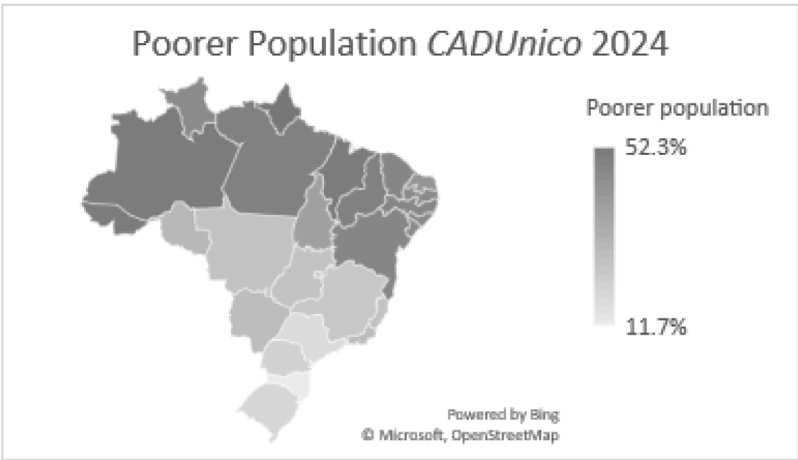 Poorer Population CADUnico 2024
Poorer population
52.3%
11.7%
Powered by Bing
© Microsoft, OpenStreetMap